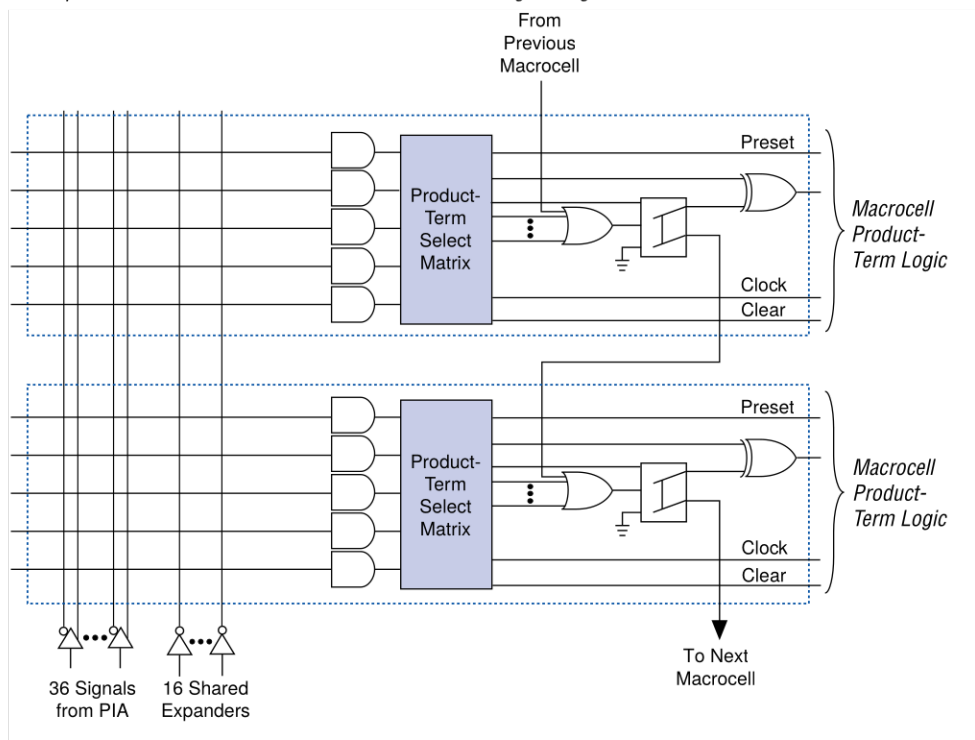 From
Previous
Macrocell
Preset
Product-
Term
Select
Matrix
Macrocell
Product-
Term Logic
Clock
Clear
Preset
Product-
Term
Select
Matrix
Macrocell
Product-
Term Logic
Clock
Clear
To Next
Macrocell
36 Signals
from PIA
16 Shared
Expanders